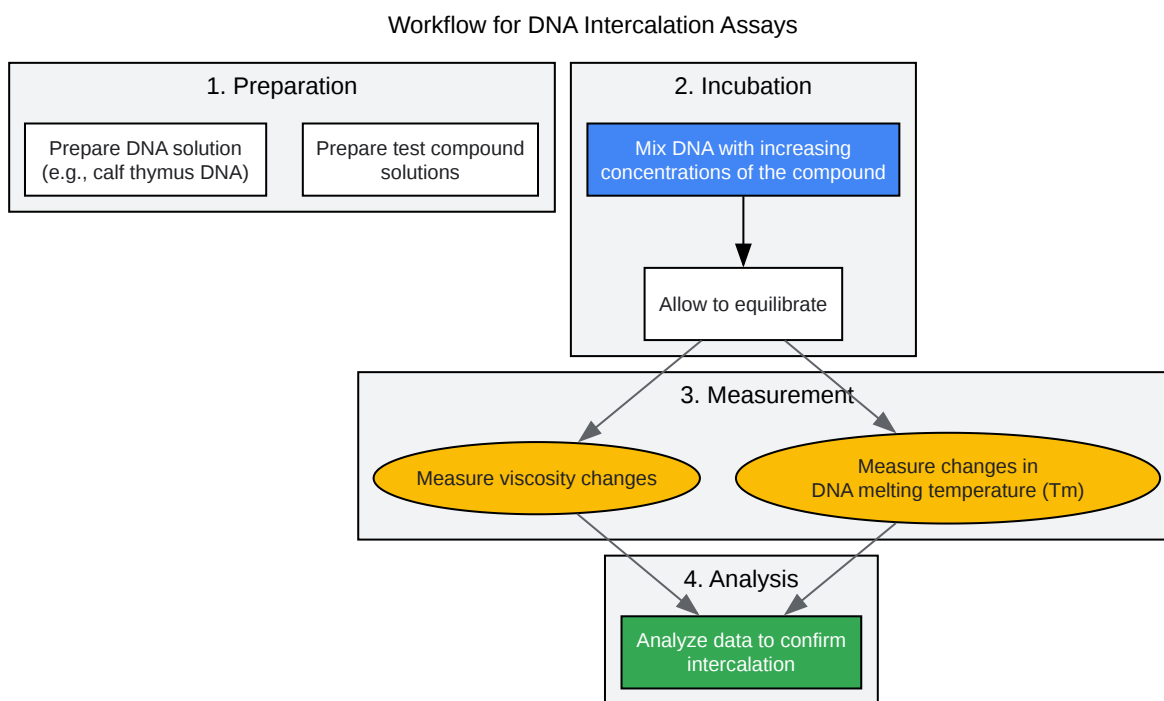 Workflow for DNA Intercalation Assays
1. Preparation
Prepare DNA solution
(e.g., calf thymus DNA)
Prepare test compound
solutions
2. Incubation
Mix DNA with increasing
concentrations of the compound
Allow to equilibrate
3. Measurement
Measure viscosity changes
Measure changes in
DNA melting temperature (Tm)
4. Analysis
Analyze data to confirm
intercalation